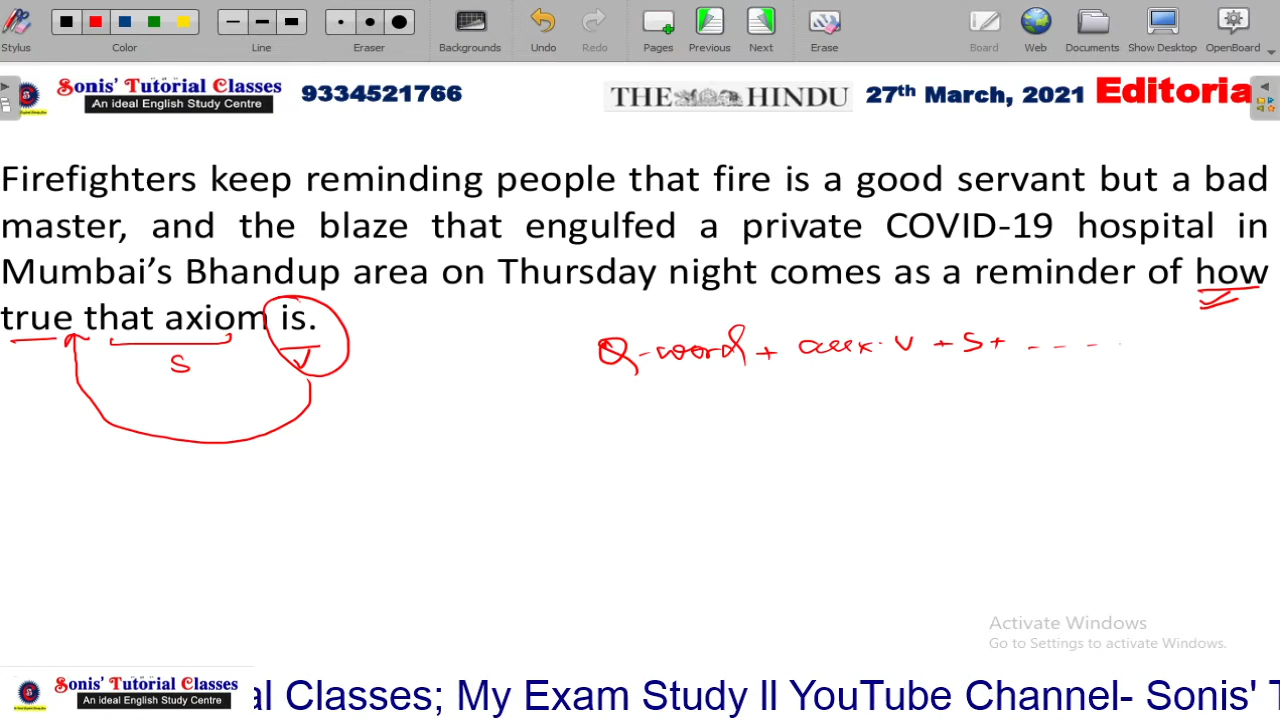 Stylus Color Line Eraser Backgrounds Undo Redo Pages Previous Next Erase Board Web Documents Show Desktop OpenBoard
Sonis' Tutorial Classes
An ideal English Study Centre
9334521766
THE HINDU
27th March, 2021
Editoria
Firefighters keep reminding people that fire is a good servant but a bad
master, and the blaze that engulfed a private COVID-19 hospital in
Mumbai's Bhandup area on Thursday night comes as a reminder of how
true that axiom is.
S
V
Q-word + aux. V + S + - - - -
Activate Windows
Go to Settings to activate Windows.
Sonis' Tutorial Classes
An ideal English Study Centre
al Classes; My Exam Study ll YouTube Channel- Sonis' T